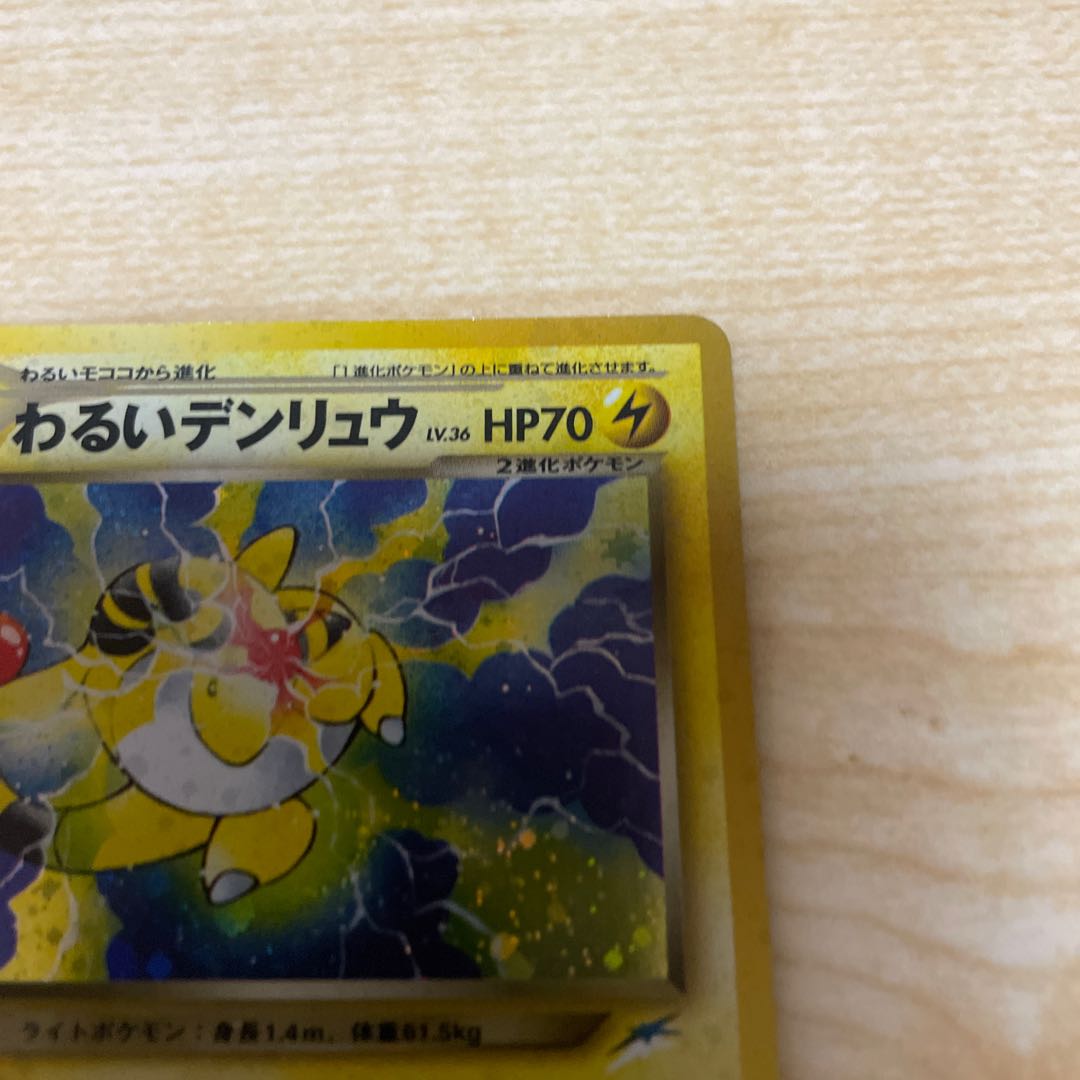 わるいモココから進化
「1進化ポケモン」の上に重ねて進化させます。
わるいデンリュウ LV.36 HP70
2進化ポケモン
ライトポケモン：身長1.4m, 体重61.5kg